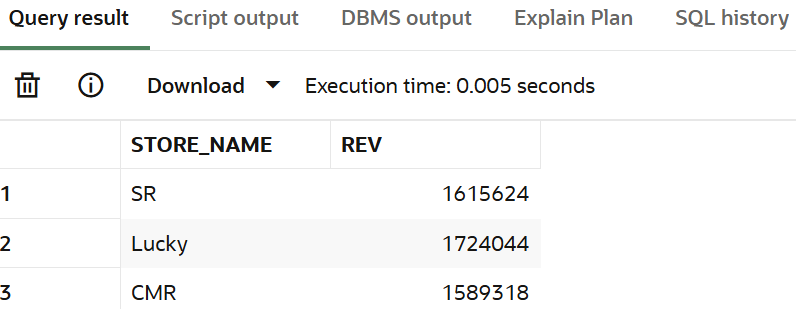 Query result Script output DBMS output Explain Plan SQL history
Download Execution time: 0.005 seconds
STORE_NAME REV
1 SR 1615624
2 Lucky 1724044
3 CMR 1589318